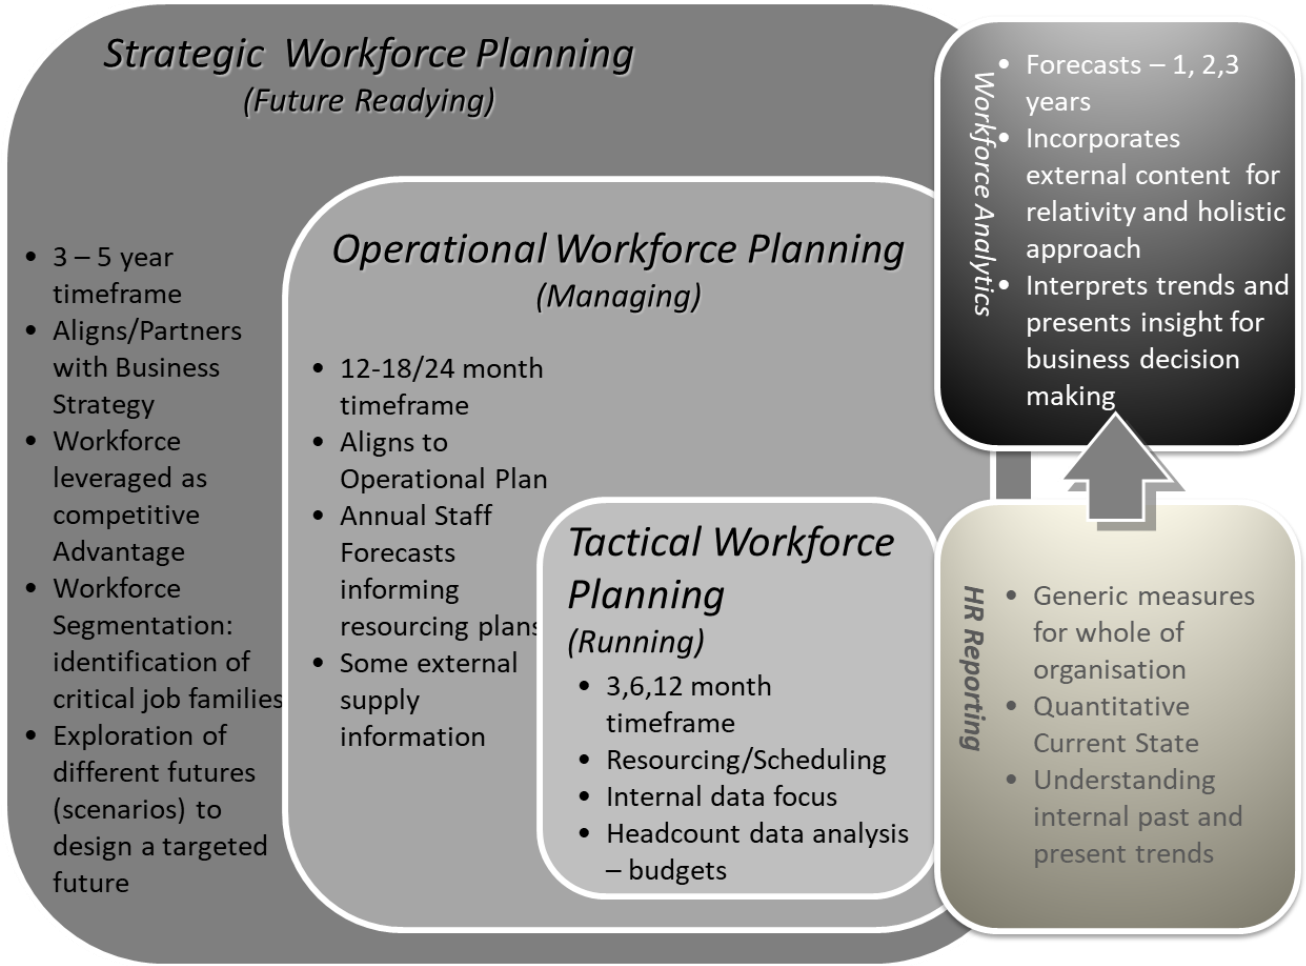 Strategic Workforce Planning
(Future Readying)
• 3 – 5 year
timeframe
• Aligns/Partners
with Business
Strategy
• Workforce
leveraged as
competitive
Advantage
• Workforce
Segmentation:
identification of
critical job families
• Exploration of
different futures
(scenarios) to
design a targeted
future
Operational Workforce Planning
(Managing)
• 12-18/24 month
timeframe
• Aligns to
Operational Plan
• Annual Staff
Forecasts
informing
resourcing plans
• Some external
supply
information
Tactical Workforce
Planning
(Running)
• 3,6,12 month
timeframe
• Resourcing/Scheduling
• Internal data focus
• Headcount data analysis
– budgets
Workforce Analytics
• Forecasts – 1, 2,3
years
• Incorporates
external content for
relativity and holistic
approach
• Interprets trends and
presents insight for
business decision
making
HR Reporting
• Generic measures
for whole of
organisation
• Quantitative
Current State
• Understanding
internal past and
present trends